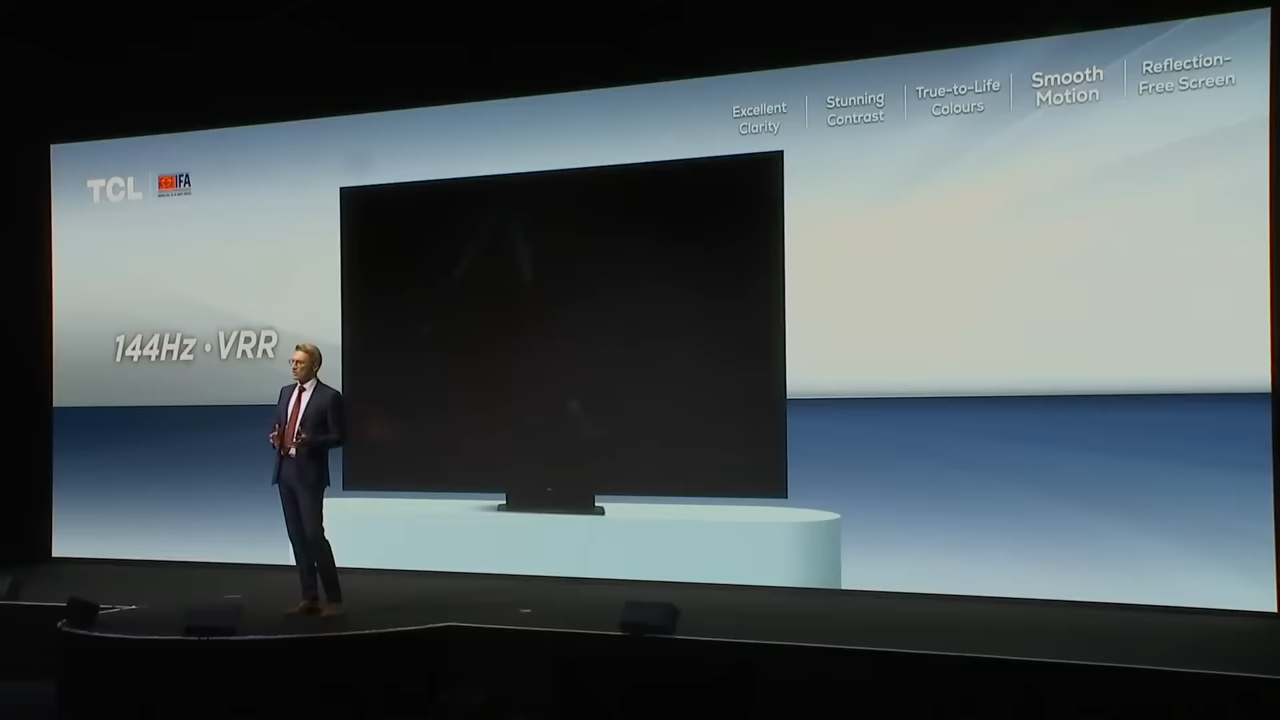 Excellent
Clarity
Stunning
Contrast
True-to-Life
Colours
Smooth
Motion
Reflection-
Free Screen
TCL
IFA
144Hz • VRR